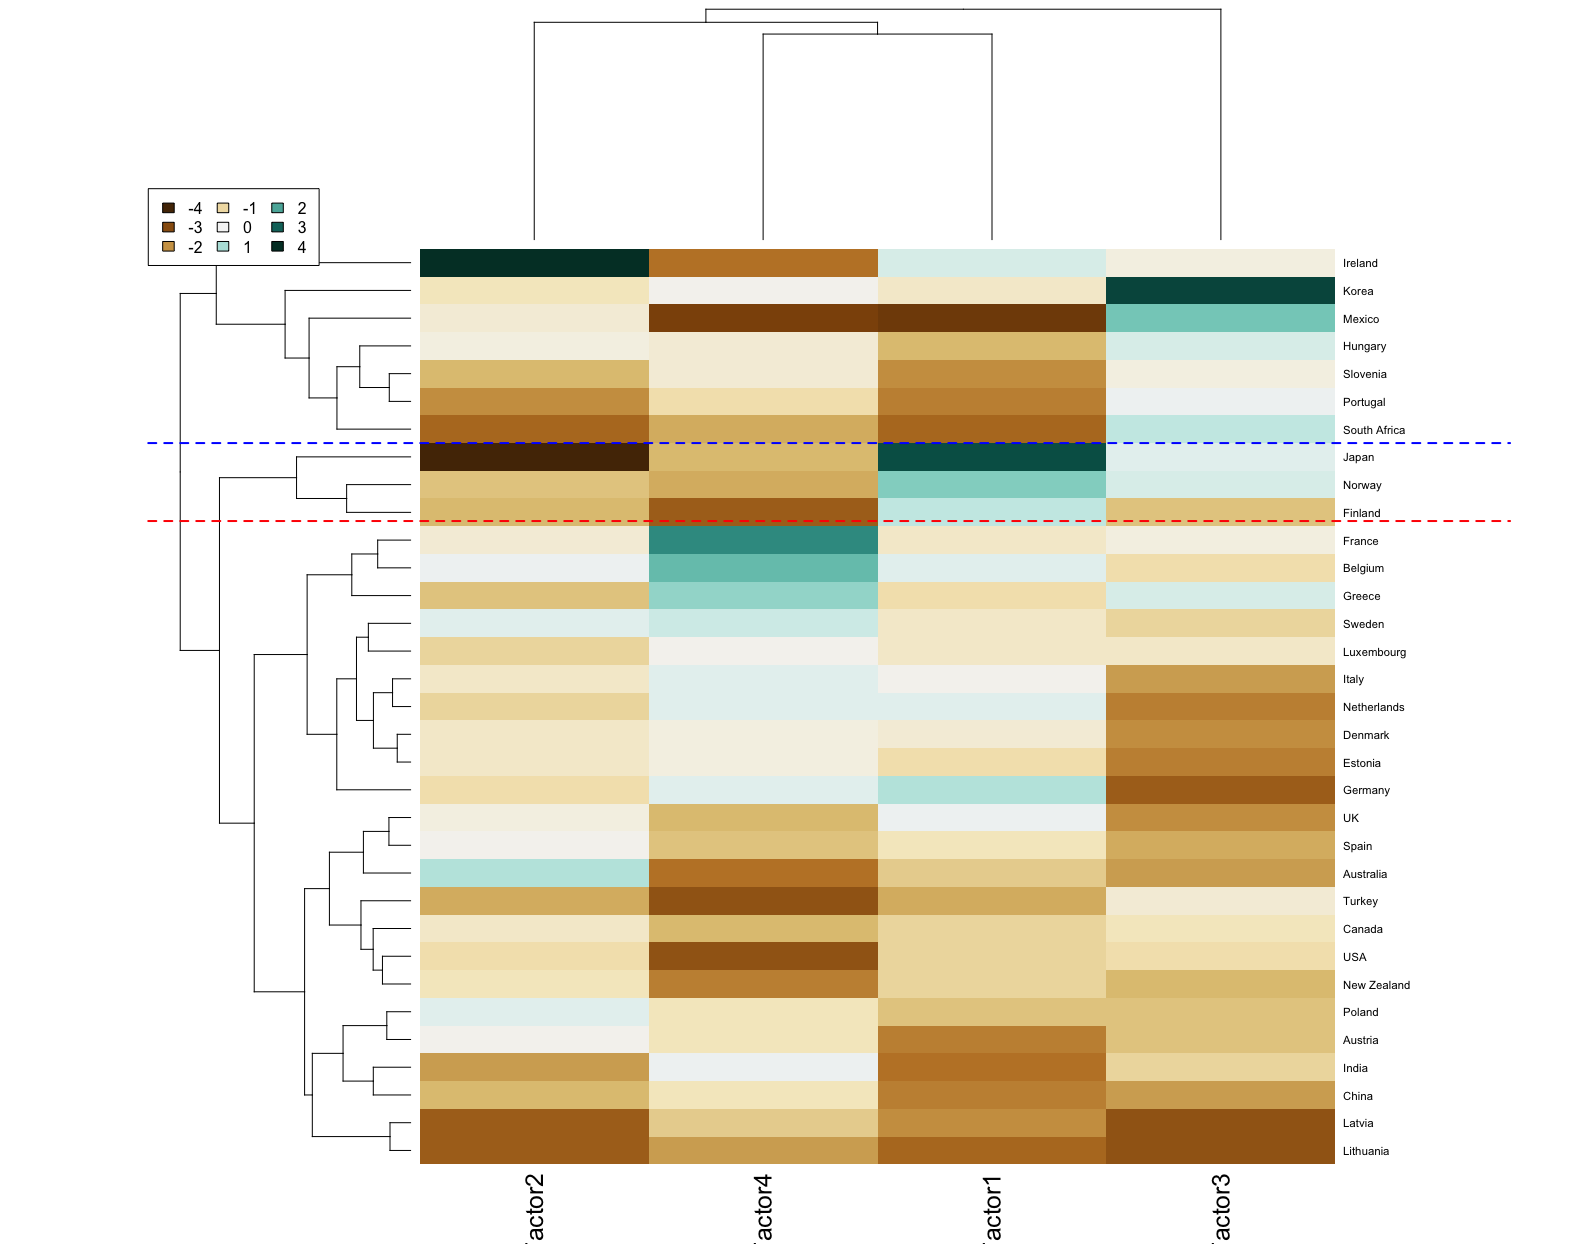 -4 -1 2
-3 0 3
-2 1 4
Ireland
Korea
Mexico
Hungary
Slovenia
Portugal
South Africa
Japan
Norway
Finland
France
Belgium
Greece
Sweden
Luxembourg
Italy
Netherlands
Denmark
Estonia
Germany
UK
Spain
Australia
Turkey
Canada
USA
New Zealand
Poland
Austria
India
China
Latvia
Lithuania
actor2
actor4
actor1
actor3